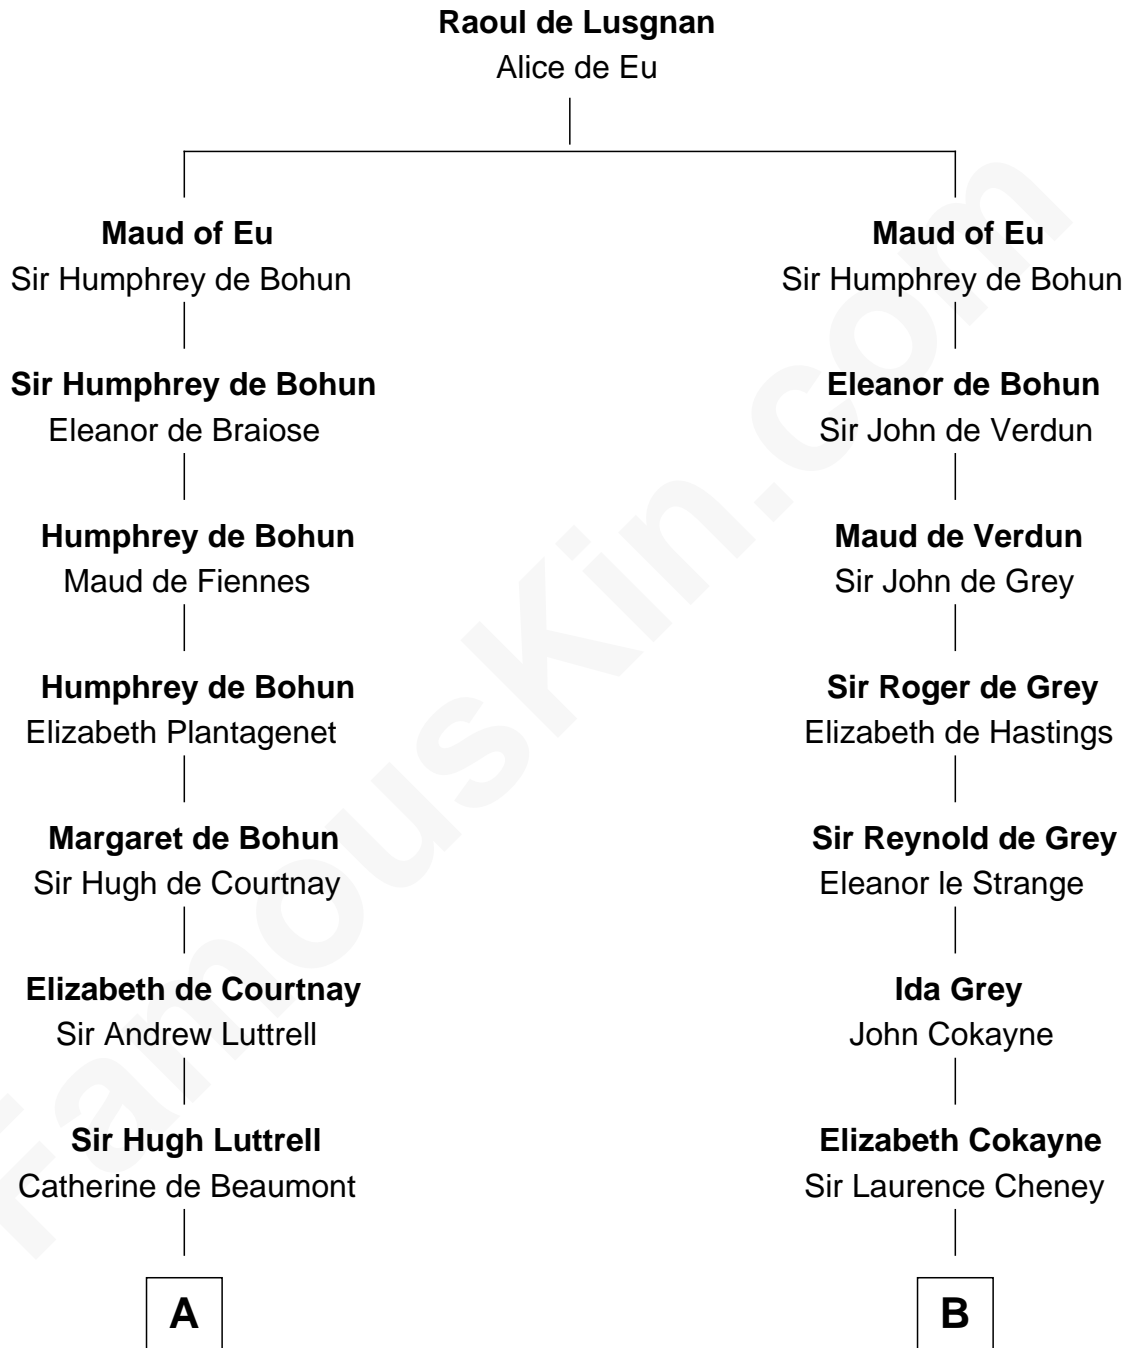 Raoul de Lusgnan
Alice de Eu
Maud of Eu
Sir Humphrey de Bohun
Maud of Eu
Sir Humphrey de Bohun
Sir Humphrey de Bohun
Eleanor de Braiose
Eleanor de Bohun
Sir John de Verdun
Humphrey de Bohun
Maud de Fiennes
Maud de Verdun
Sir John de Grey
Humphrey de Bohun
Elizabeth Plantagenet
Sir Roger de Grey
Elizabeth de Hastings
Margaret de Bohun
Sir Hugh de Courtnay
Sir Reynold de Grey
Eleanor le Strange
Elizabeth de Courtnay
Sir Andrew Luttrell
Ida Grey
John Cokayne
Sir Hugh Luttrell
Catherine de Beaumont
Elizabeth Cokayne
Sir Laurence Cheney
A
B
FamousKin.com